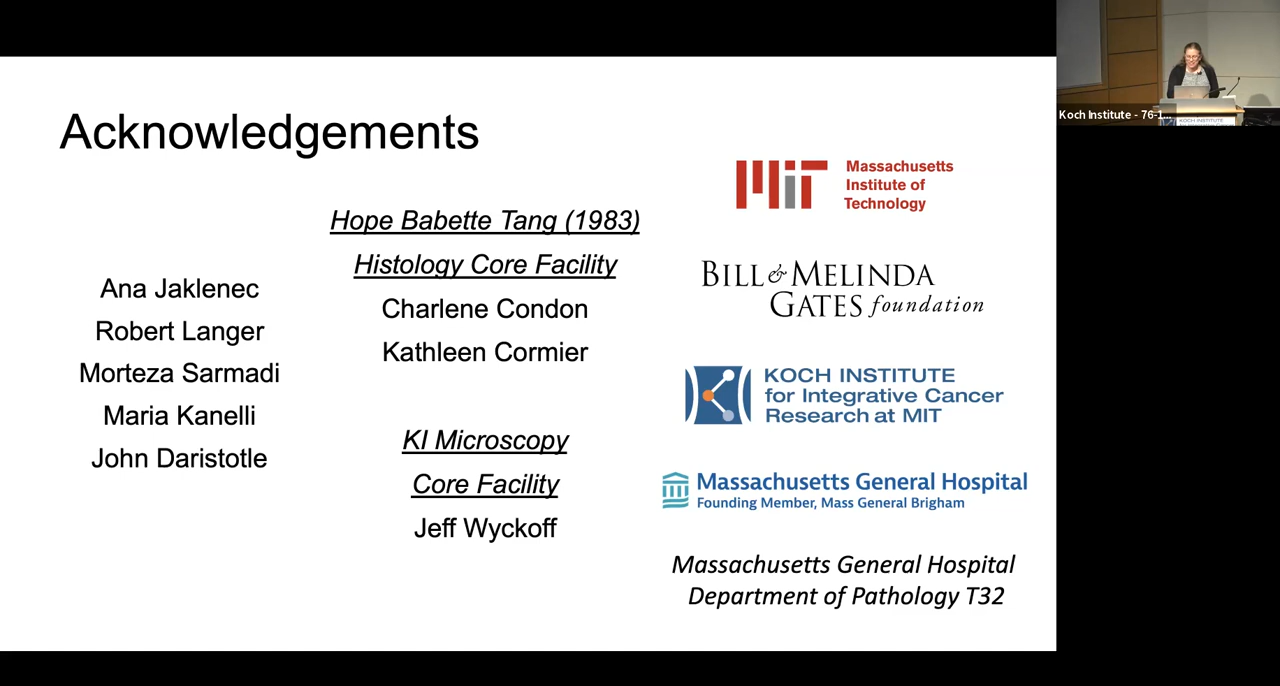 Acknowledgements
Ana Jaklenec
Robert Langer
Morteza Sarmadi
Maria Kanelli
John Daristotle
Hope Babette Tang (1983)
Histology Core Facility
Charlene Condon
Kathleen Cormier
KI Microscopy
Core Facility
Jeff Wyckoff
MIT Massachusetts
Institute of
Technology
BILL & MELINDA
GATES foundation
KOCH INSTITUTE
for Integrative Cancer
Research at MIT
Massachusetts General Hospital
Founding Member, Mass General Brigham
Massachusetts General Hospital
Department of Pathology T32
Koch Institute - 76-1...
KOCH INSTITUTE